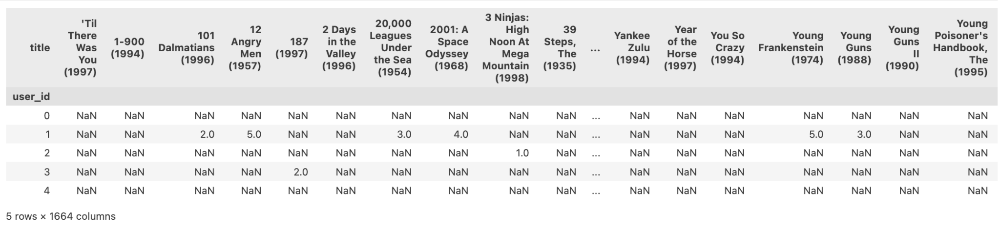 title 'Til There Was You (1997) 1-900 (1994) 101 Dalmatians (1996) 12 Angry Men (1957) 187 (1997) 2 Days in the Valley (1996) 20,000 Leagues Under the Sea (1954) 2001: A Space Odyssey (1968) 3 Ninjas: High Noon At Mega Mountain (1998) 39 Steps, The (1935) ... Yankee Zulu (1994) Year of the Horse (1997) You So Crazy (1994) Young Frankenstein (1974) Young Guns (1988) Young Guns II (1990) Young Poisoner's Handbook, The (1995)
user_id
0 NaN NaN NaN NaN NaN NaN NaN NaN NaN NaN ... NaN NaN NaN NaN NaN NaN NaN
1 NaN NaN 2.0 5.0 NaN NaN 3.0 4.0 NaN NaN ... NaN NaN NaN 5.0 3.0 NaN NaN
2 NaN NaN NaN NaN NaN NaN NaN NaN 1.0 NaN ... NaN NaN NaN NaN NaN NaN NaN
3 NaN NaN NaN NaN 2.0 NaN NaN NaN NaN NaN ... NaN NaN NaN NaN NaN NaN NaN
4 NaN NaN NaN NaN NaN NaN NaN NaN NaN NaN ... NaN NaN NaN NaN NaN NaN NaN
5 rows × 1664 columns